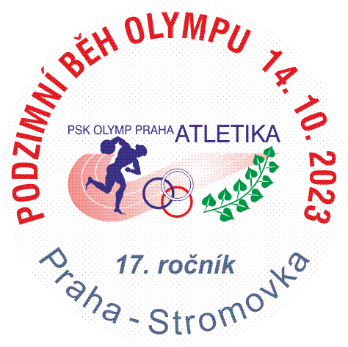 PODZIMNÍ BĚH OLYMPU 14. 10. 2023
PSK OLYMP PRAHA ATLETIKA
17. ročník
Praha - Stromovka